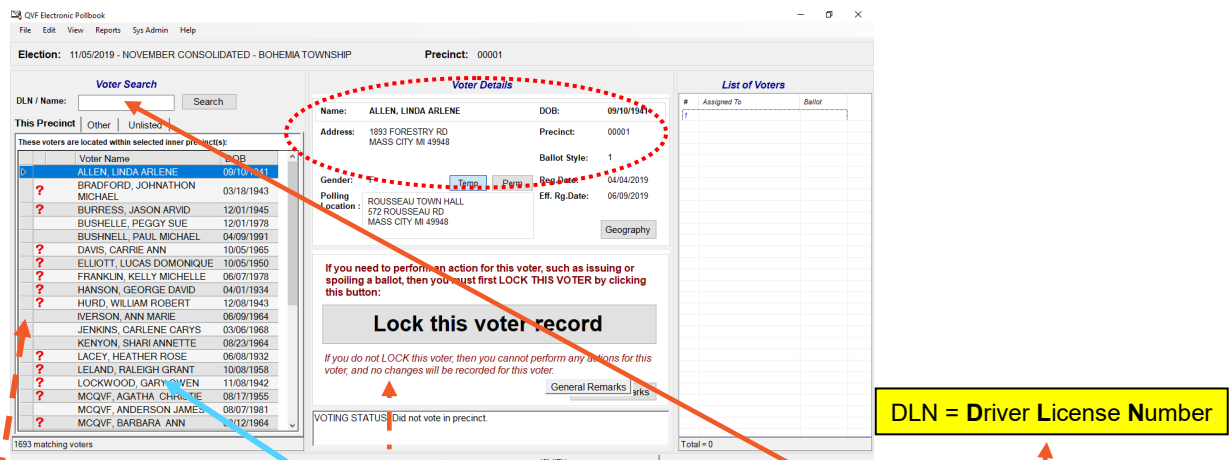 QVF Electronic Pollbook
File Edit View Reports Sys Admin Help
Election: 11/05/2019 - NOVEMBER CONSOLIDATED - BOHEMIA TOWNSHIP Precinct: 00001
Voter Search
DLN / Name: Search
This Precinct Other Unlisted
These voters are located within selected inner precinct(s):
Voter Name DOB
ALLEN, LINDA ARLENE 09/10/1941
? BRADFORD, JOHNATHON MICHAEL 03/18/1943
? BURRESS, JASON ARVID 12/01/1945
BUSHELLE, PEGGY SUE 12/01/1978
BUSHNELL, PAUL MICHAEL 04/09/1991
? DAVIS, CARRIE ANN 10/05/1965
? ELLIOTT, LUCAS DOMONIQUE 10/05/1950
? FRANKLIN, KELLY MICHELLE 06/07/1978
? HANSON, GEORGE DAVID 04/01/1934
? HURD, WILLIAM ROBERT 12/08/1943
IVERSON, ANN MARIE 06/09/1964
JENKINS, CARLENE CARYS 03/06/1968
KENYON, SHARI ANNETTE 08/23/1964
? LACEY, HEATHER ROSE 06/08/1932
? LELAND, RALEIGH GRANT 10/08/1958
? LOCKWOOD, GARY OWEN 11/08/1942
? MCQVF, AGATHA CHRISTIE 08/17/1955
MCQVF, ANDERSON JAMES 08/07/1981
? MCQVF, BARBARA ANN
1693 matching voters
Voter Details
Name: ALLEN, LINDA ARLENE DOB: 09/10/1941
Address: 1893 FORESTRY RD Precinct: 00001
MASS CITY MI 49948
Ballot Style: 1
Gender: F Temp Perm Reg.Date: 04/04/2019
Polling Location : ROUSSEAU TOWN HALL Eff. Rg.Date: 06/09/2019
572 ROUSSEAU RD
MASS CITY MI 49948
Geography
If you need to perform an action for this voter, such as issuing or
spoiling a ballot, then you must first LOCK THIS VOTER by clicking
this button:
Lock this voter record
If you do not LOCK this voter, then you cannot perform any actions for this
voter, and no changes will be recorded for this voter.
General Remarks arks
VOTING STATUS: Did not vote in precinct.
List of Voters
# Assigned To Ballot
1
Total = 0
DLN = Driver License Number